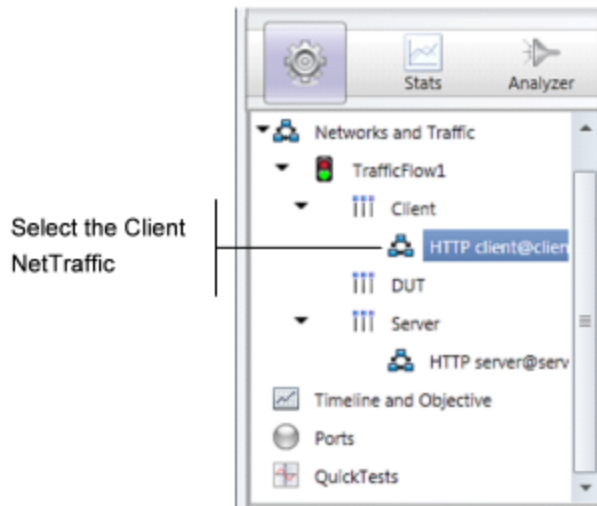 Stats
Analyzer
Networks and Traffic
TrafficFlow1
Client
Select the Client
NetTraffic
HTTP client@clien
DUT
Server
HTTP server@serv
Timeline and Objective
Ports
QuickTests